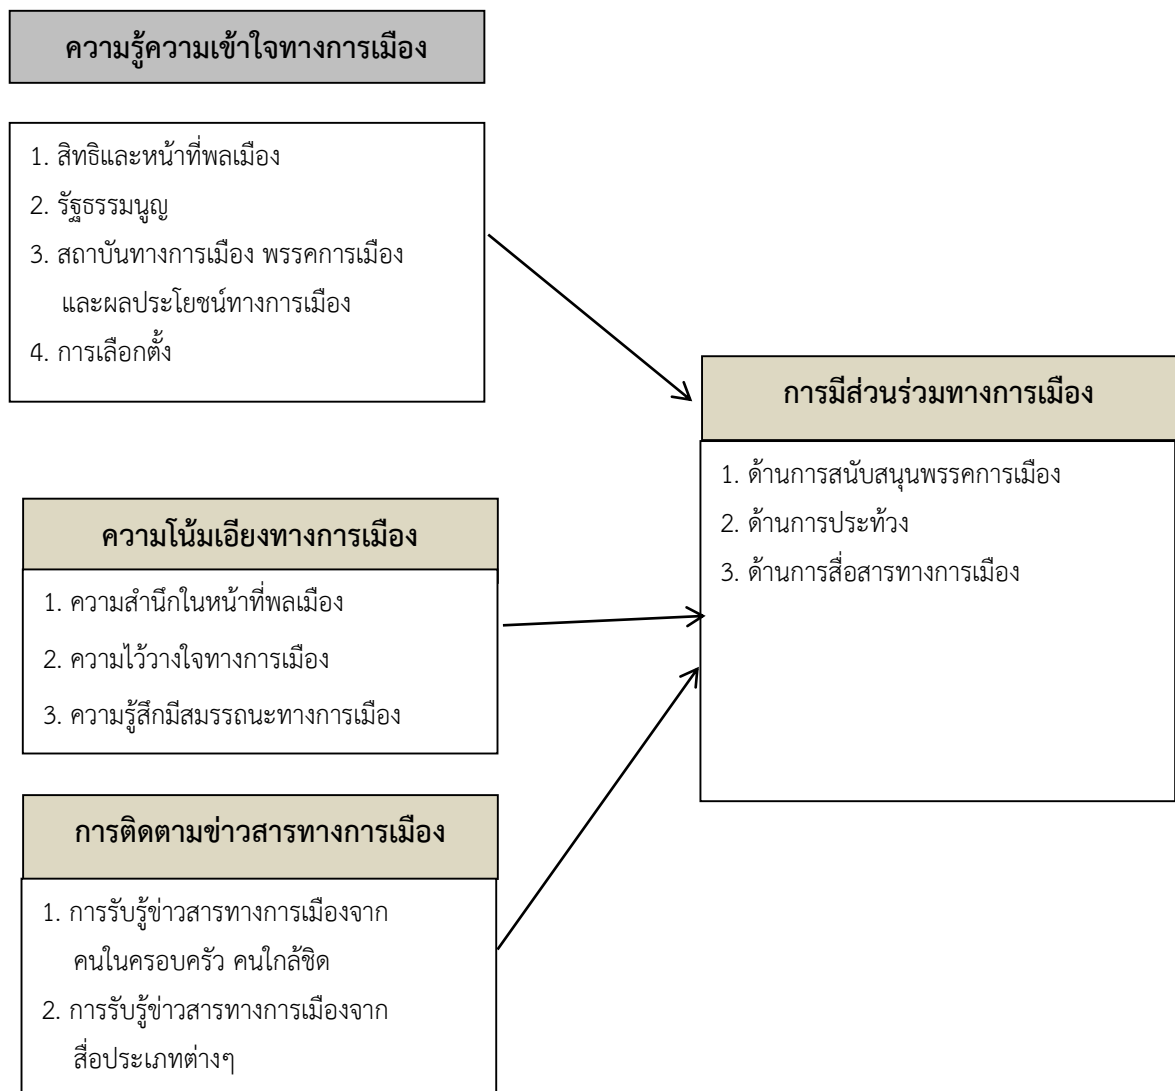 ความรู้ความเข้าใจทางการเมือง
1. สิทธิและหน้าที่พลเมือง
2. รัฐธรรมนูญ
3. สถาบันทางการเมือง พรรคการเมือง
และผลประโยชน์ทางการเมือง
4. การเลือกตั้ง
ความโน้มเอียงทางการเมือง
1. ความสำนึกในหน้าที่พลเมือง
2. ความไว้วางใจทางการเมือง
3. ความรู้สึกมีสมรรถนะทางการเมือง
การติดตามข่าวสารทางการเมือง
1. การรับรู้ข่าวสารทางการเมืองจาก
คนในครอบครัว คนใกล้ชิด
2. การรับรู้ข่าวสารทางการเมืองจาก
สื่อประเภทต่างๆ
การมีส่วนร่วมทางการเมือง
1. ด้านการสนับสนุนพรรคการเมือง
2. ด้านการประท้วง
3. ด้านการสื่อสารทางการเมือง